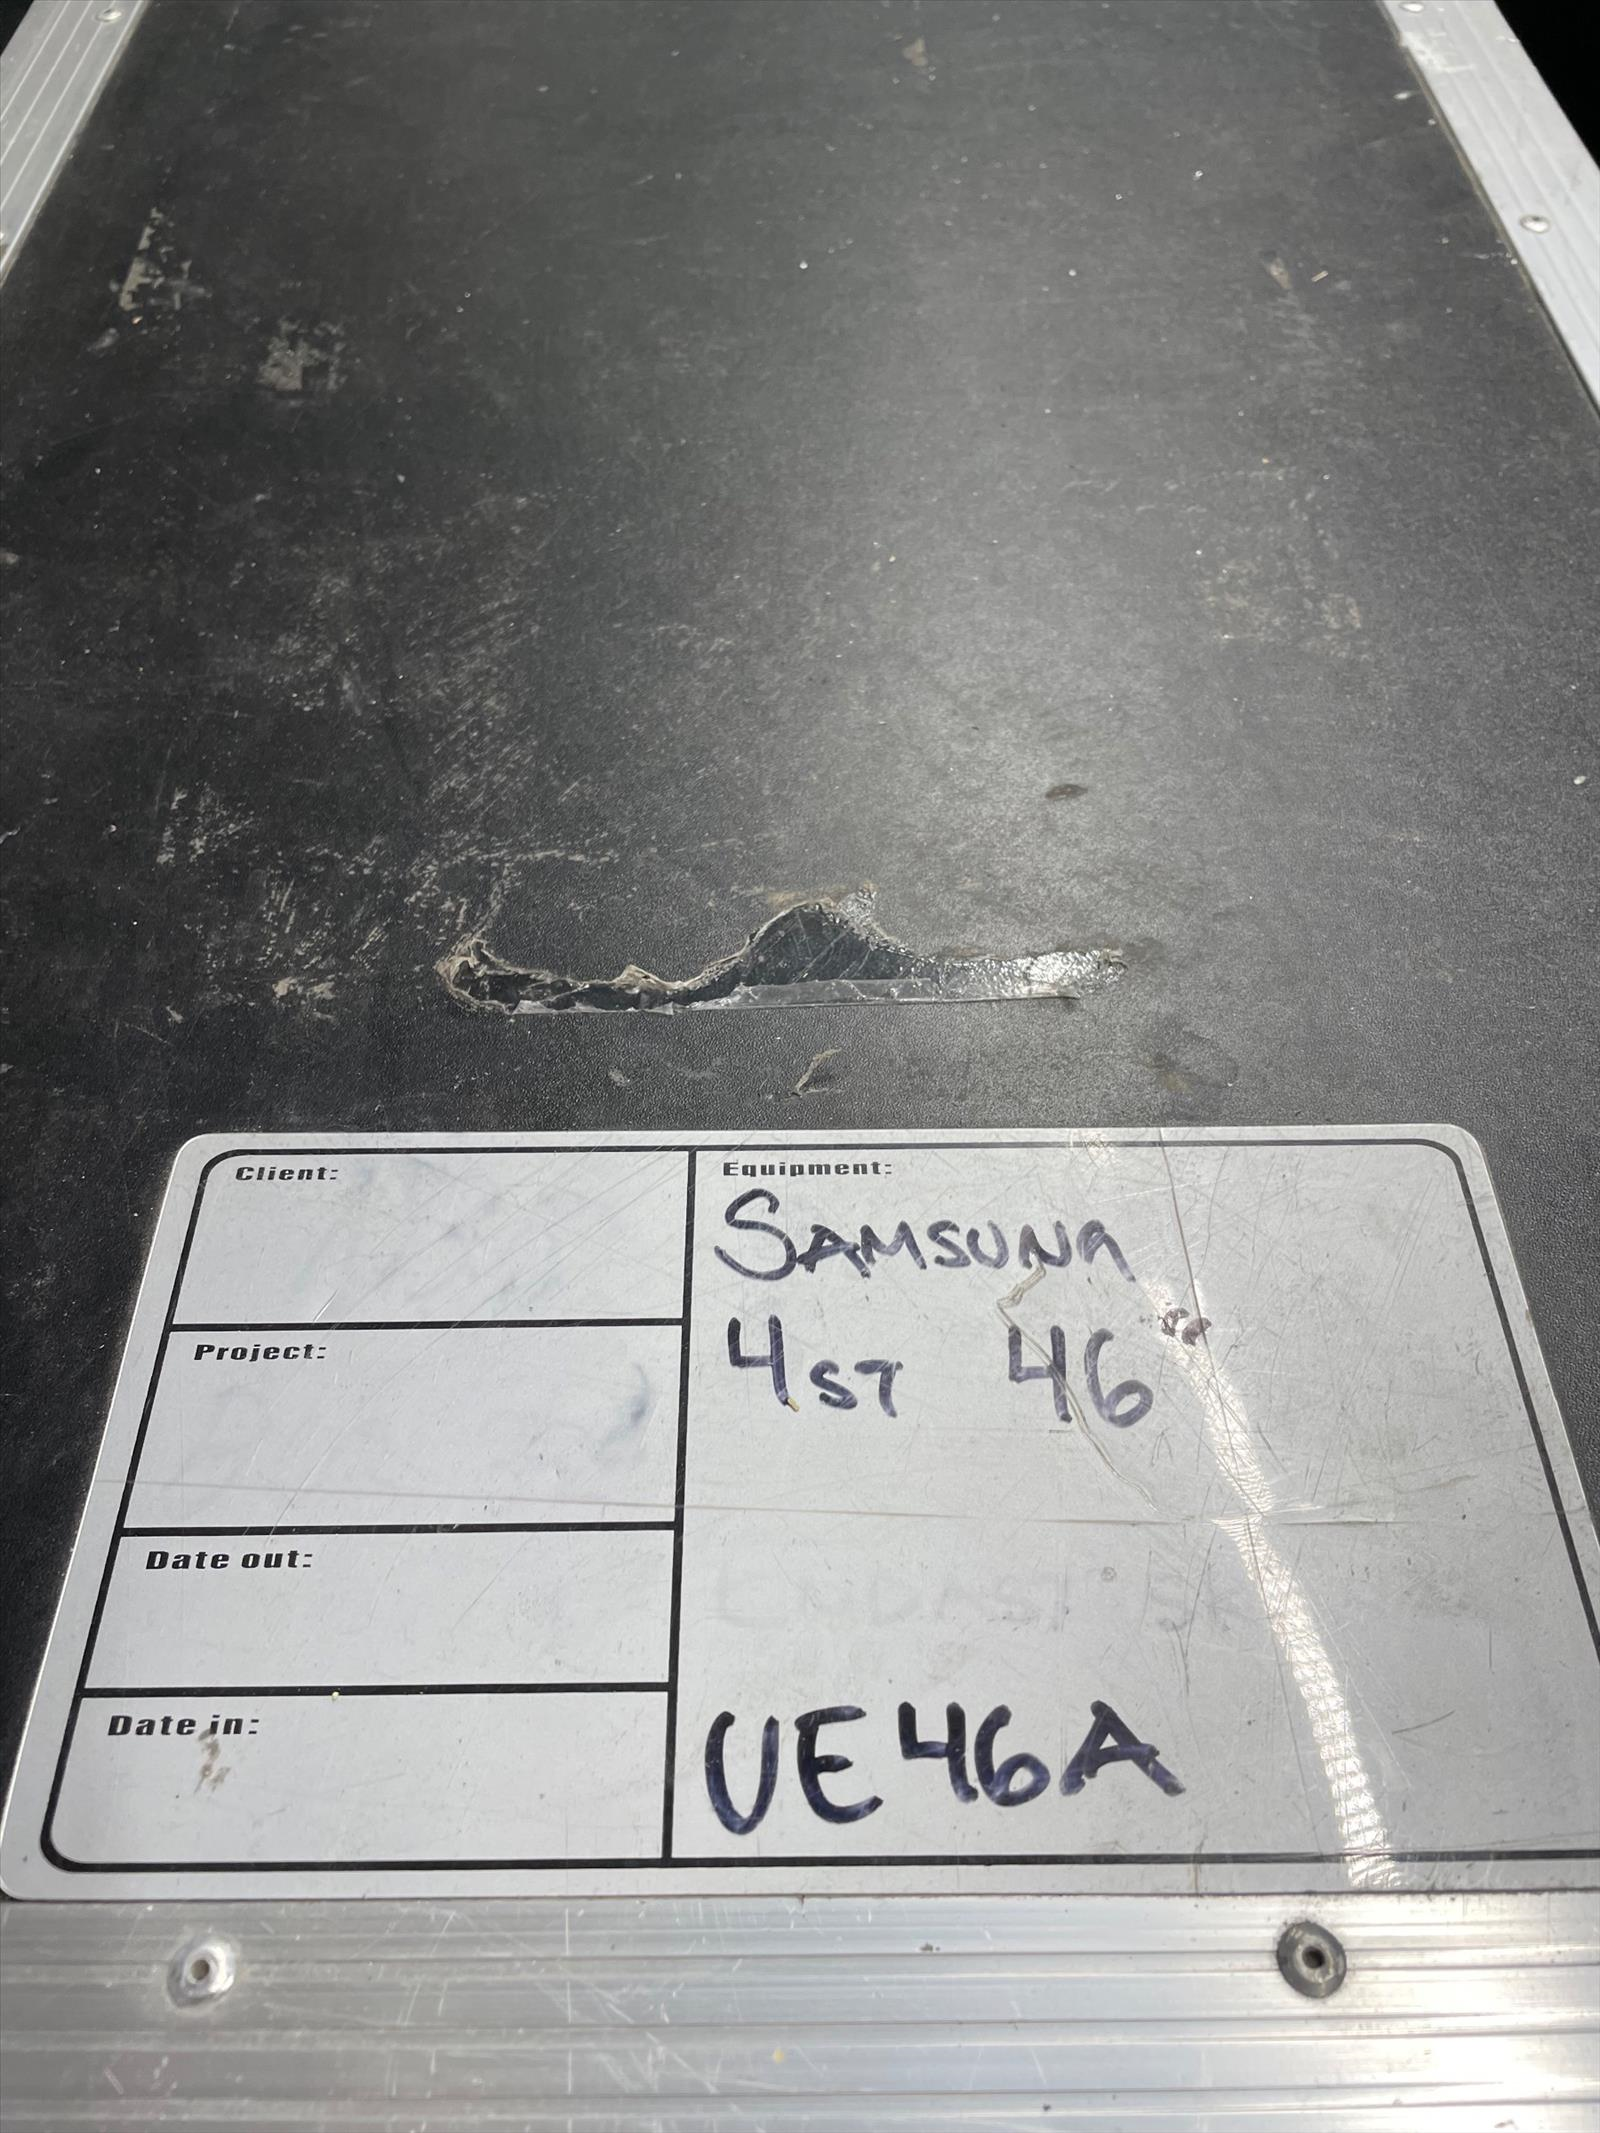 Client:
Equipment:
SAMSUNG
4ST 46"
Project:
Date out:
Date in:
UE46A